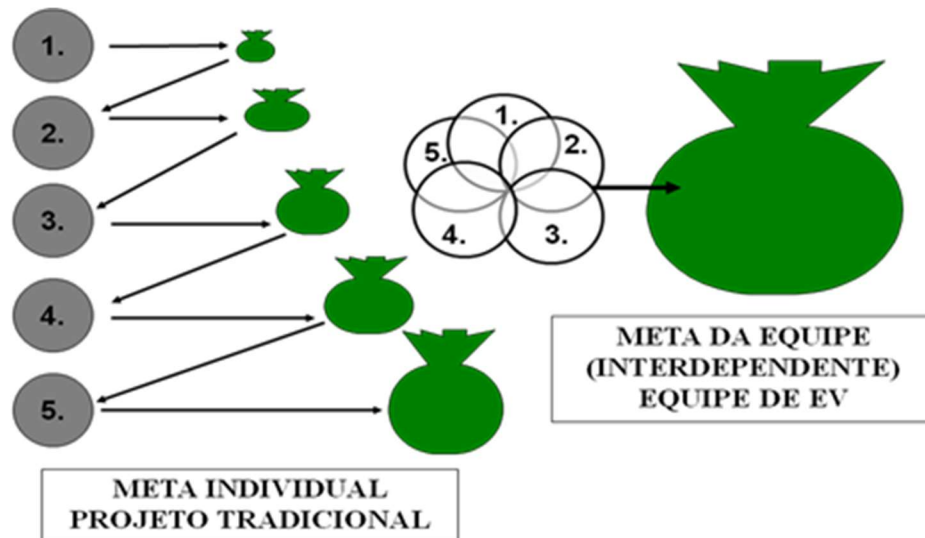 1.
2.
3.
4.
5.
META INDIVIDUAL
PROJETO TRADICIONAL
1.
2.
3.
4.
5.
META DA EQUIPE
(INTERDEPENDENTE)
EQUIPE DE EV